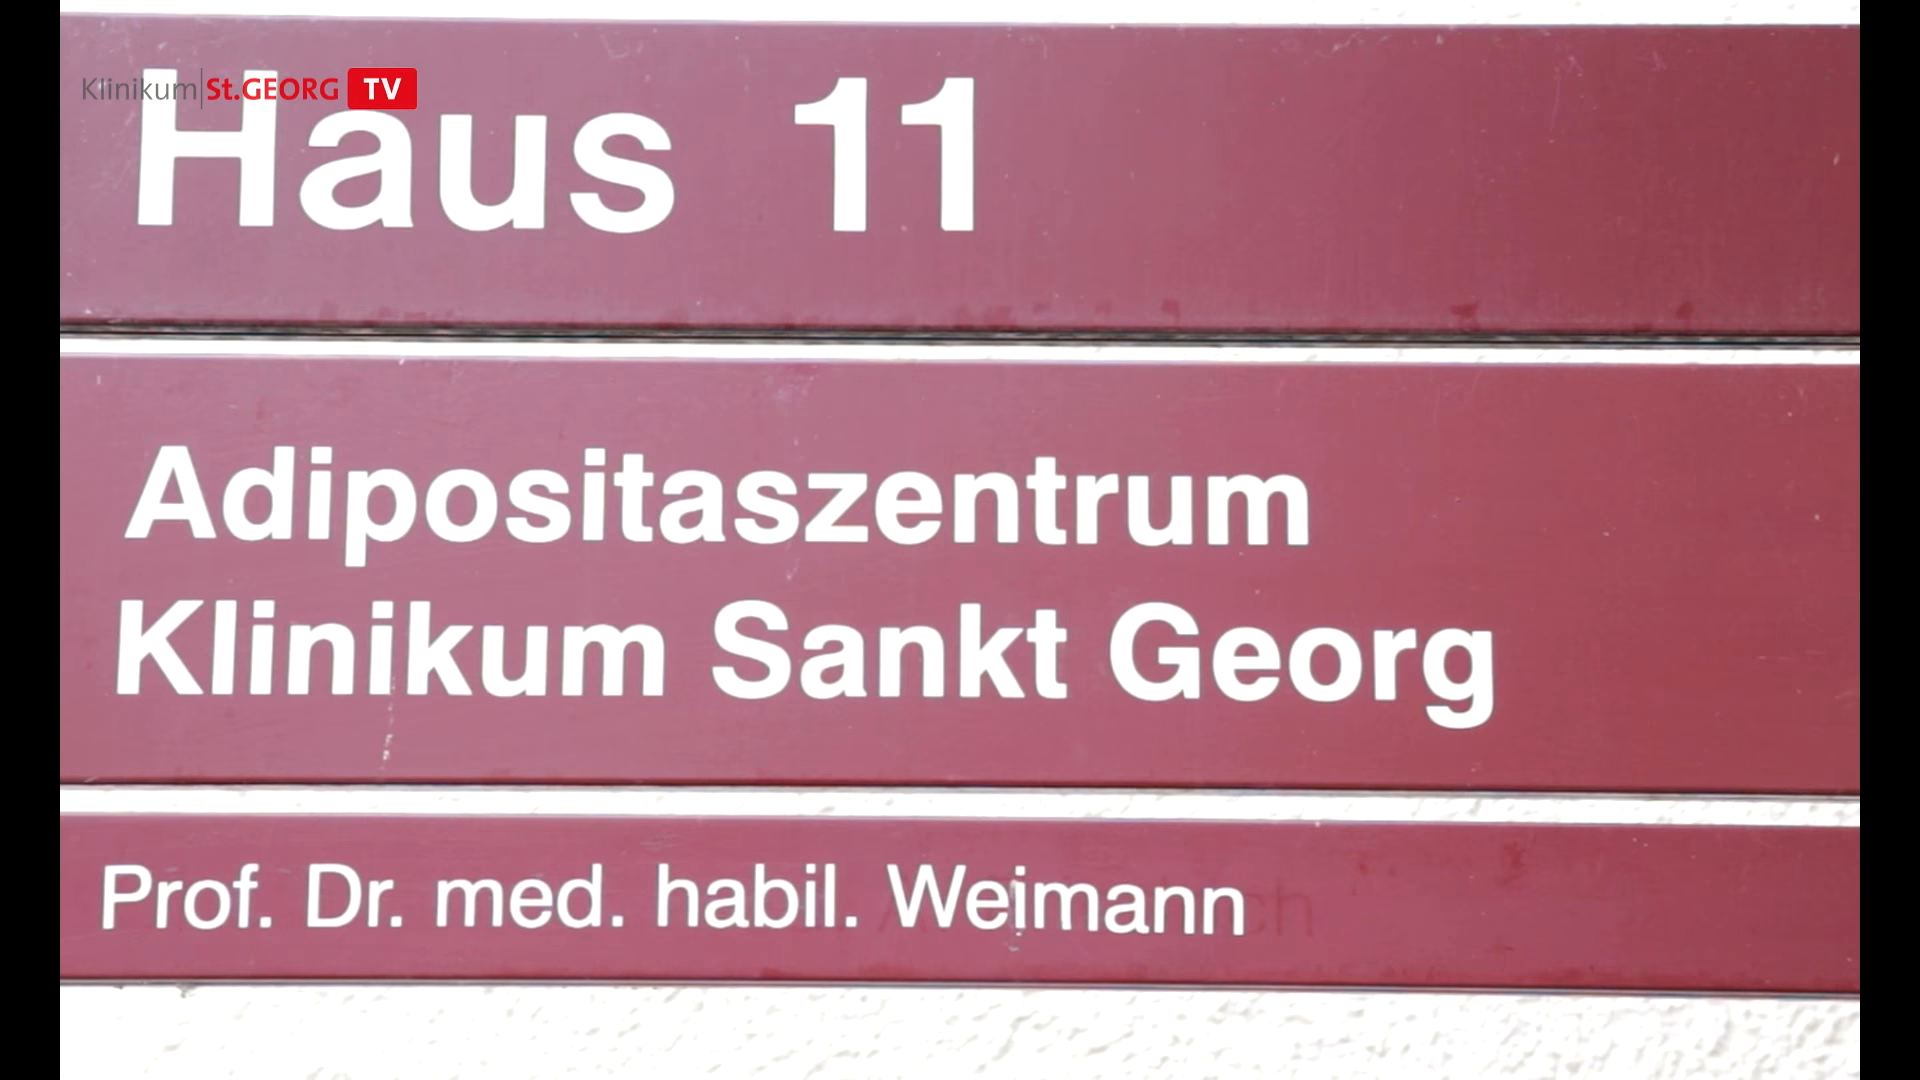 Klinikum St.GEORG TV
Haus 11
Adipositaszentrum
Klinikum Sankt Georg
Prof. Dr. med. habil. Weimann